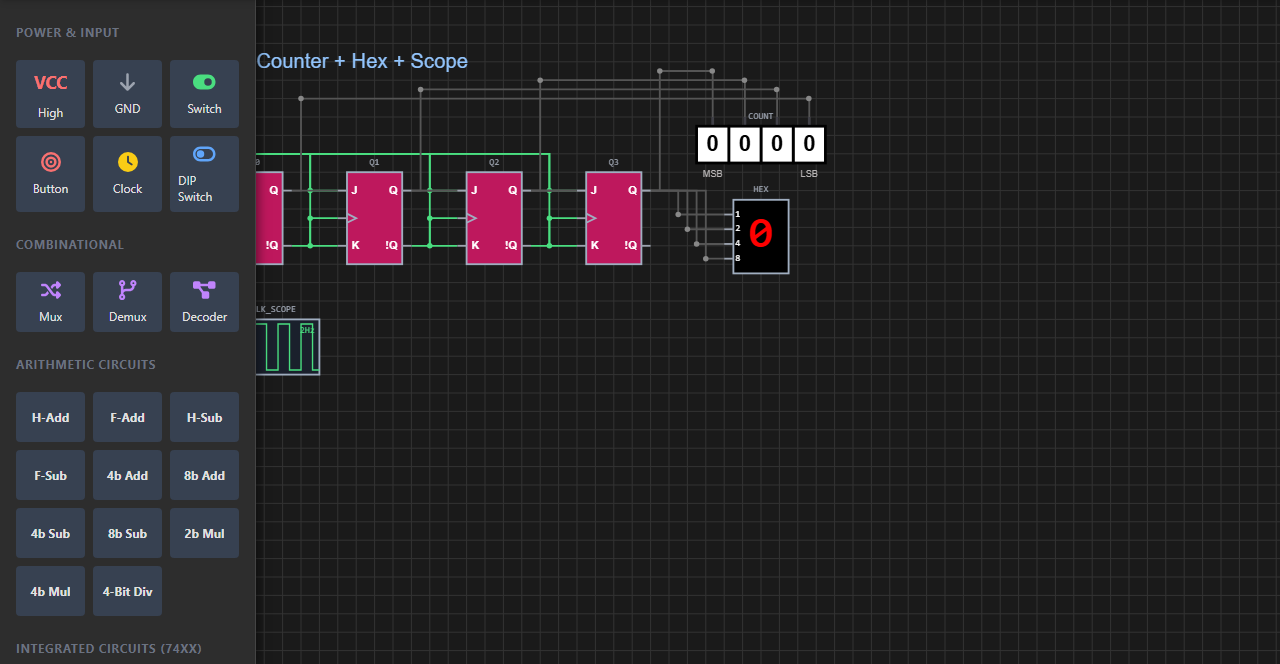 POWER & INPUT
VCC
High
GND
Switch
Button
Clock
DIP
Switch
COMBINATIONAL
Mux
Demux
Decoder
ARITHMETIC CIRCUITS
H-Add
F-Add
H-Sub
F-Sub
4b Add
8b Add
4b Sub
8b Sub
2b Mul
4b Mul
4-Bit Div
INTEGRATED CIRCUITS (74XX)
Counter + Hex + Scope
COUNT
0 0 0 0
MSB
LSB
Q1
Q2
Q3
Q
!Q
J
Q
K
!Q
J
Q
K
!Q
J
Q
K
!Q
HEX
1
2
4
8
0
LK_SCOPE
2Hz